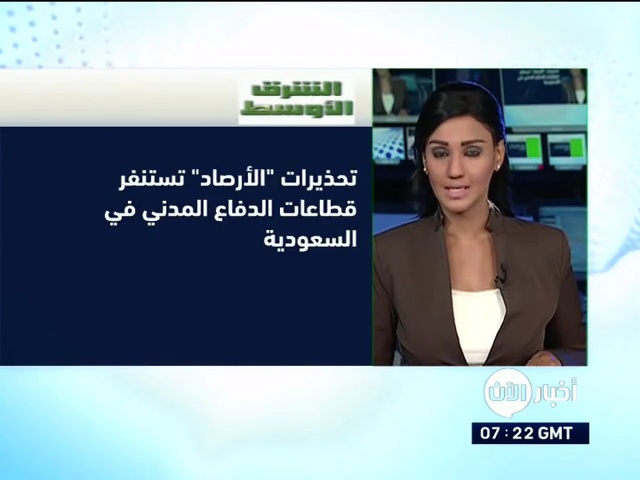 الشرق
الأوسط
تحذيرات "الأرصاد" تستنفر
قطاعات الدفاع المدني في
السعودية
أخبار الآن
07:22 GMT